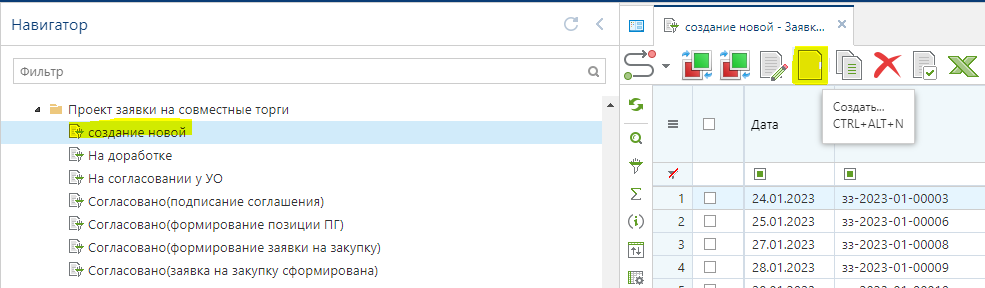 Навигатор
Фильтр
Проект заявки на совместные торги
создание новой
На доработке
На согласовании у УО
Согласовано(подписание соглашения)
Согласовано(формирование позиции ПГ)
Согласовано(формирование заявки на закупку)
Согласовано(заявка на закупку сформирована)
создание новой - Заявк...
Создать...
CTRL+ALT+N
Дата
1 24.01.2023 зз-2023-01-00003
2 25.01.2023 зз-2023-01-00006
3 27.01.2023 зз-2023-01-00008
4 28.01.2023 зз-2023-01-00009